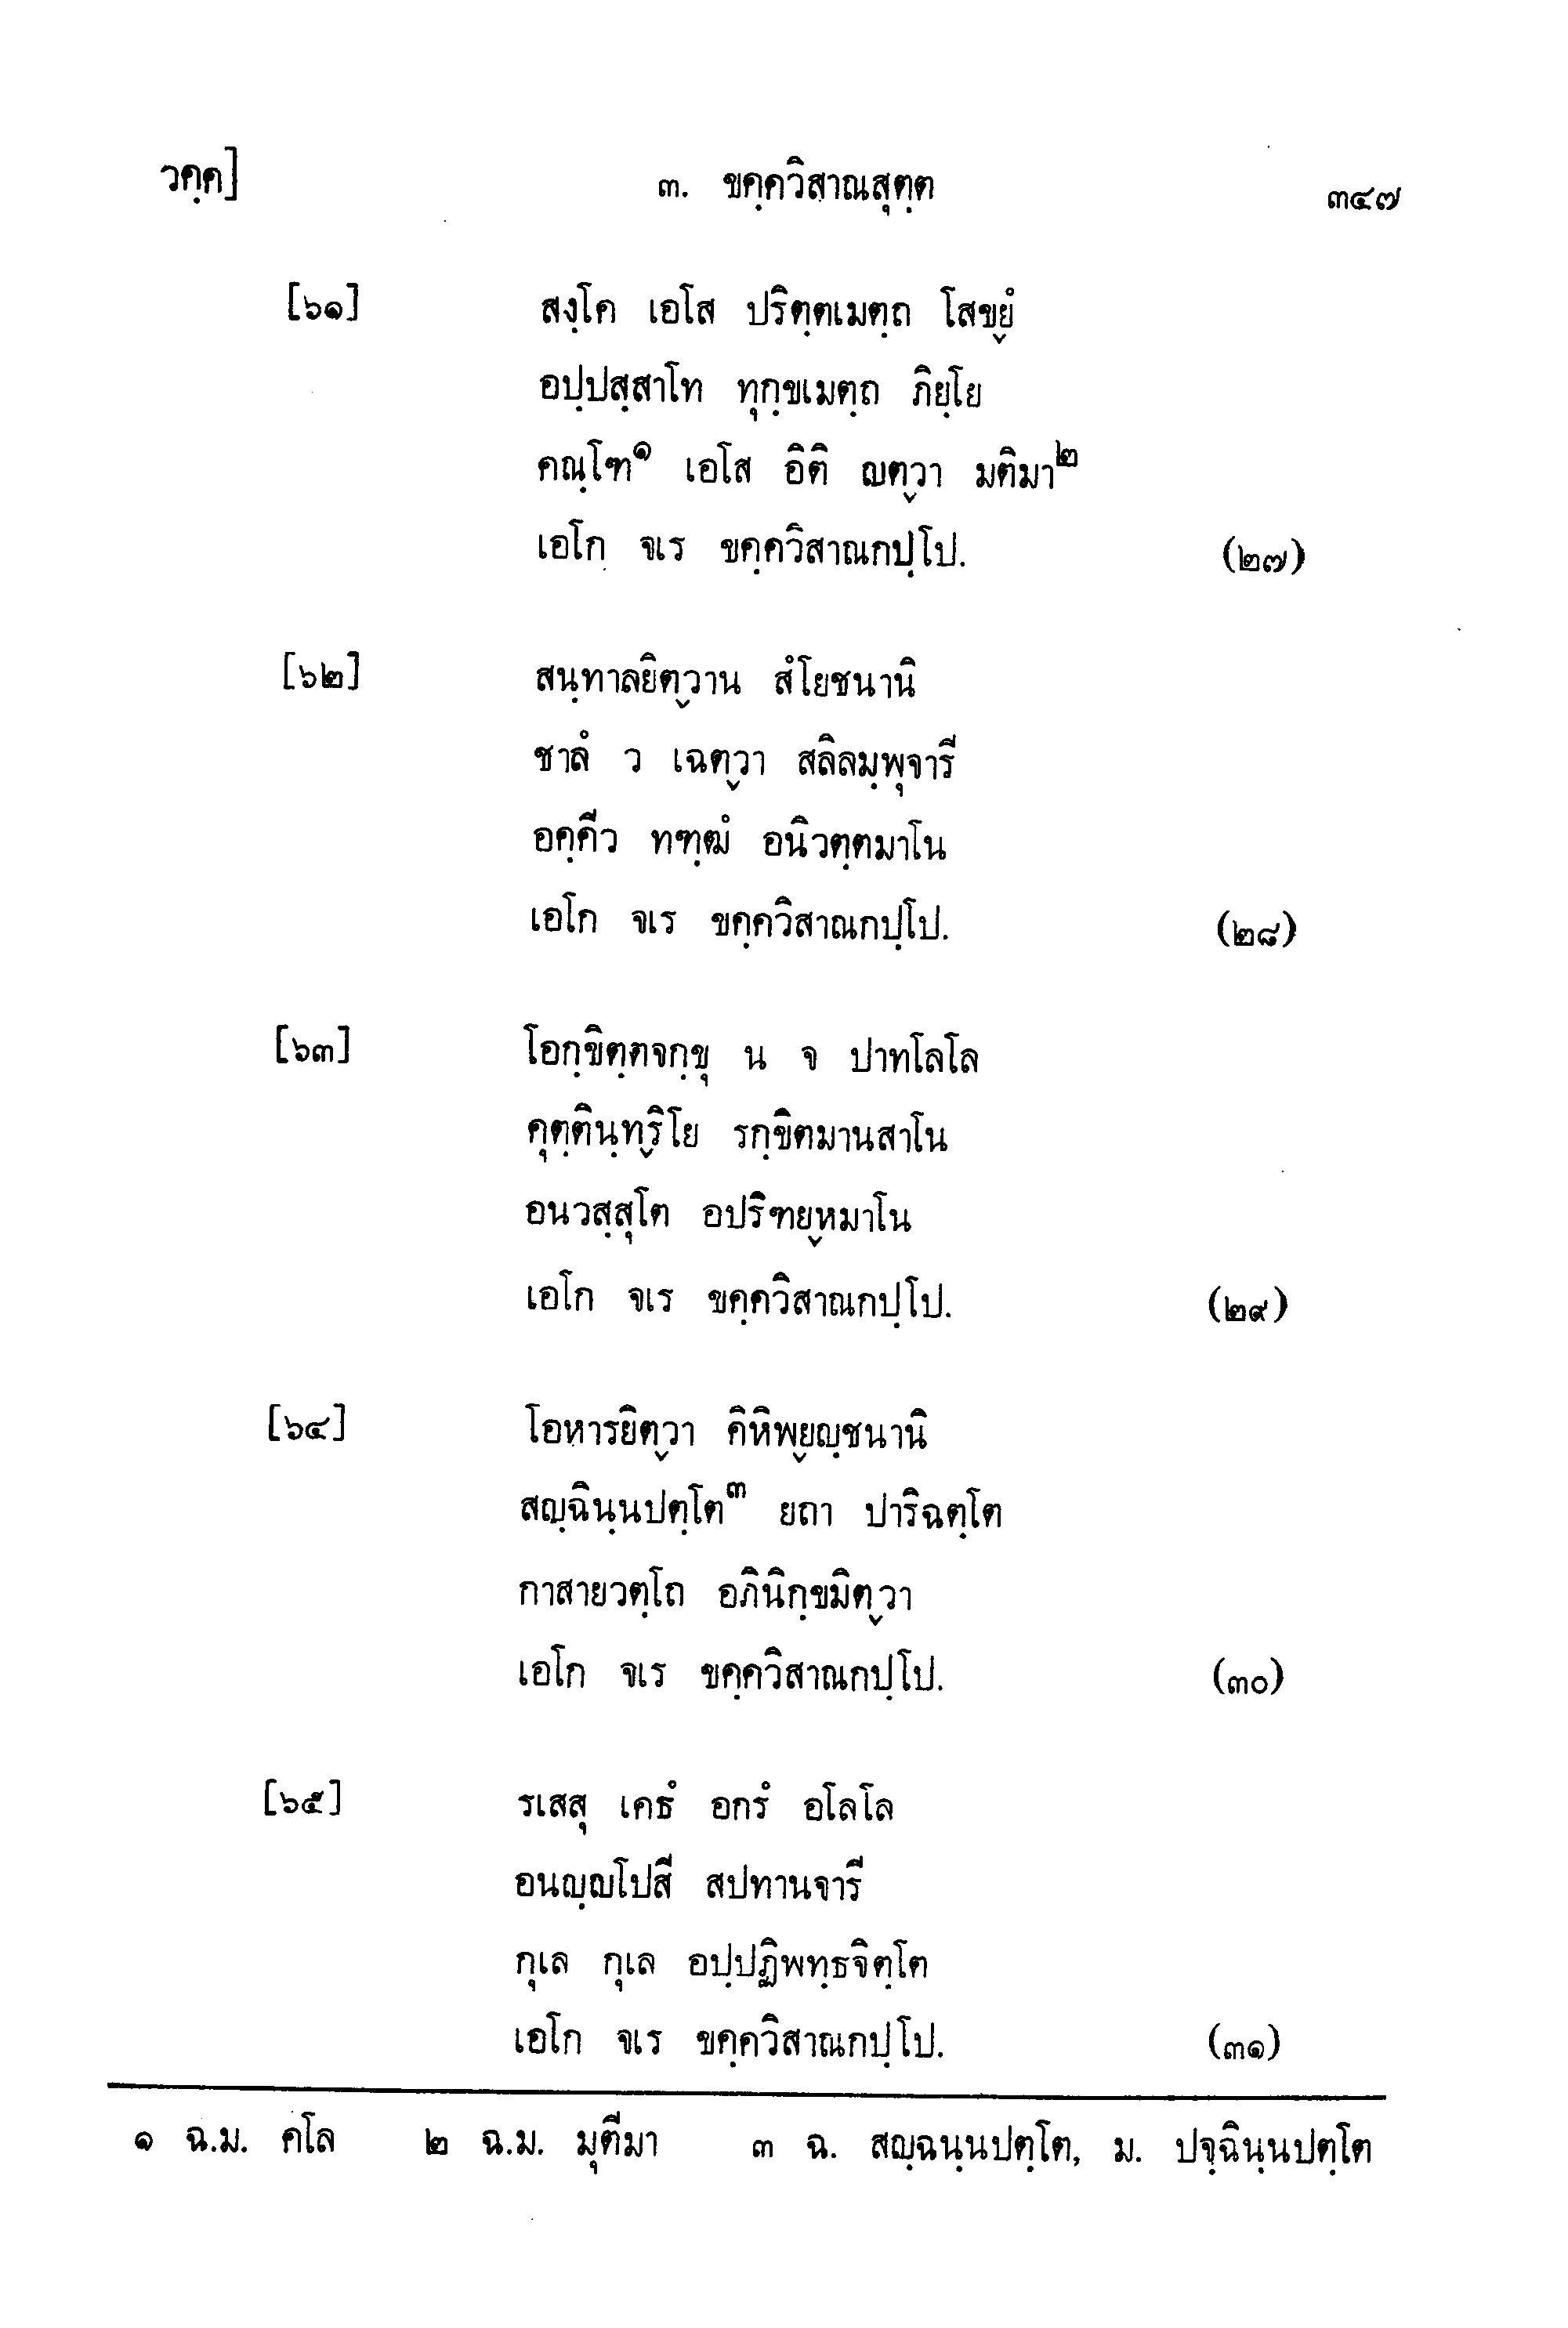 วคฺค] ๓. ขคฺควิสาณสุตฺต ๓๔๗
[๖๑] สงฺโค เอโส ปริตฺตเมตฺถ โสขฺยํ
อปฺปสฺสาโท ทุกฺขเมตฺถ ภิยฺโย
คณฺโฑ๑ เอโส อิติ ญตฺวา มติมา๒
เอโก จเร ขคฺควิสาณกปฺโป. (๒๗)
[๖๒] สนฺทาลยิตฺวาน สํโยชนานิ
ชาลํ ว เฉตฺวา สลิลมฺพุจารี
อคฺคีว ทฑฺฒํ อนิวตฺตมาโน
เอโก จเร ขคฺควิสาณกปฺโป. (๒๘)
[๖๓] โอกฺขิตฺตจกฺขุ น จ ปาทโลโล
คุตฺตินฺทฺริโย รกฺขิตมานสาโน
อนวสฺสุโต อปริฑยฺหมาโน
เอโก จเร ขคฺควิสาณกปฺโป. (๒๙)
[๖๔] โอหารยิตฺวา คิหิพฺยญฺชนานิ
สญฺฉินฺนปตฺโต๓ ยถา ปาริฉตฺโต
กาสายวตฺโถ อภินิกฺขมิตฺวา
เอโก จเร ขคฺควิสาณกปฺโป. (๓๐)
[๖๕] รเสสุ เคธํ อกรํ อโลโล
อนญฺญโปสี สปทานจารี
กุเล กุเล อปฺปฏิพทฺธจิตฺโต
เอโก จเร ขคฺควิสาณกปฺโป. (๓๑)
๑ ฉ.ม. คโล ๒ ฉ.ม. มุตีมา ๓ ฉ. สญฺฉนฺนปตฺโต, ม. ปจฺฉินฺนปตฺโต